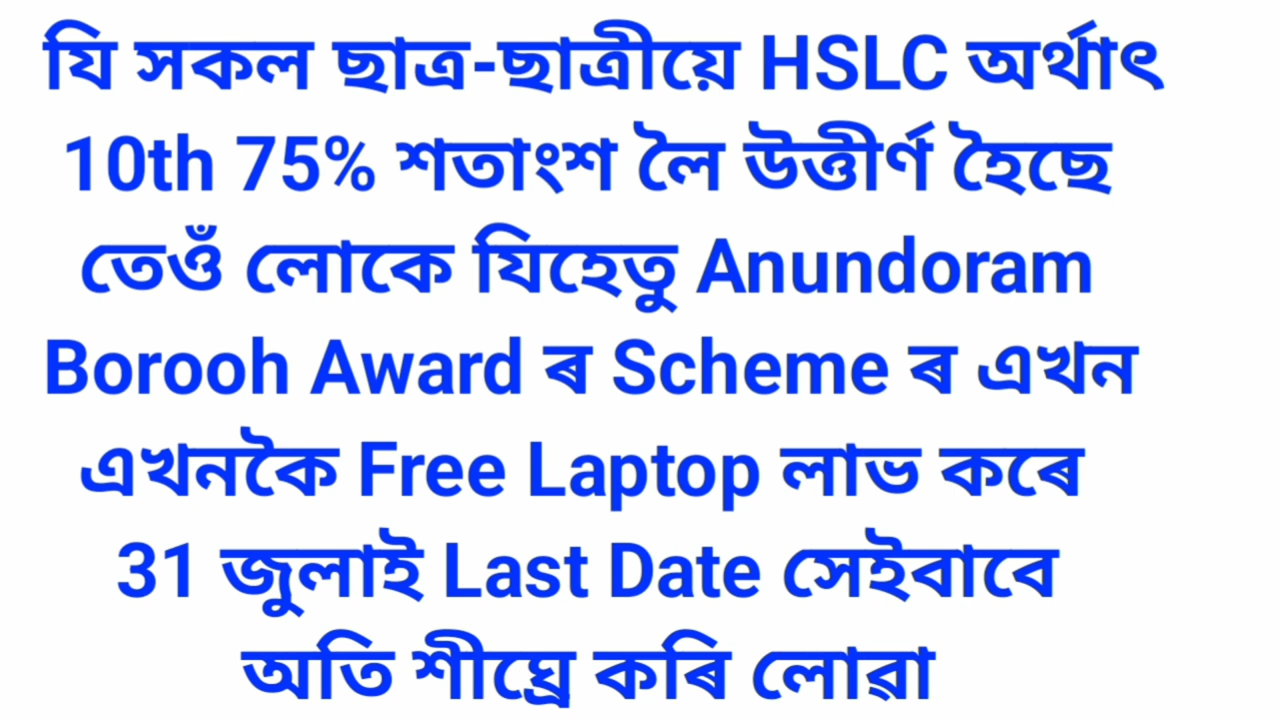 যি সকল ছাত্ৰ-ছাত্ৰীয়ে HSLC অৰ্থাৎ
10th 75% শতাংশ লৈ উত্তীৰ্ণ হৈছে
তেওঁ লোকে যিহেতু Anundoram
Borooh Award ৰ Scheme ৰ এখন
এখনকৈ Free Laptop লাভ কৰে
31 জুলাই Last Date সেইবাবে
অতি শীঘ্ৰে কৰি লোৱা